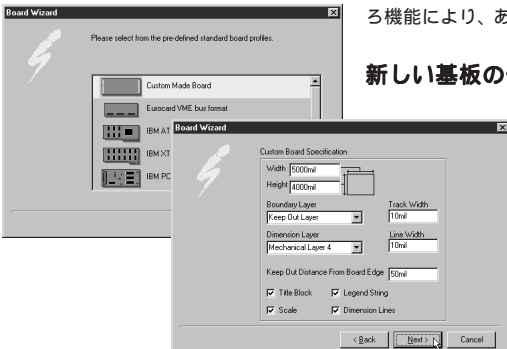 ろ機能により、あ
新しい基板の
Board Wizard
Please select from the pre-defined standard board profiles.
Custom Made Board
Eurocard VME bus format
IBM AT
IBM XT
IBM PC
Board Wizard
Custom Board Specification
Width 5000mil
Height 4000mil
Boundary Layer Track Width
Keep Out Layer 10mil
Dimension Layer Line Width
Mechanical Layer 4 10mil
Keep Out Distance From Board Edge 50mil
Title Block Legend String
Scale Dimension Lines
< Back Next > Cancel